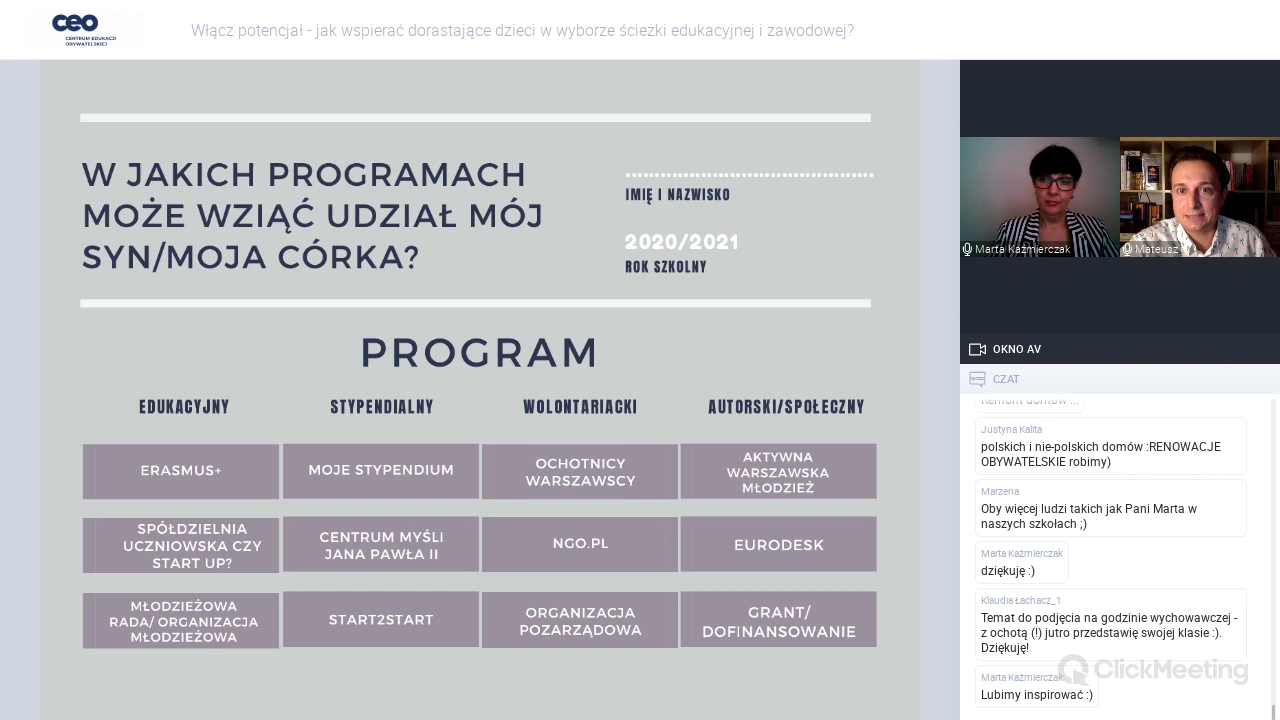 ceo
CENTRUM EDUKACJI
OBYWATELSKIEJ
Włącz potencjał - jak wspierać dorastające dzieci w wyborze ścieżki edukacyjnej i zawodowej?
W JAKICH PROGRAMACH
MOŻE WZIĄĆ UDZIAŁ MÓJ
SYN/MOJA CÓRKA?
IMIĘ I NAZWISKO
2020/2021
ROK SZKOLNY
PROGRAM
EDUKACYJNY
STYPENDIALNY
WOLONTARIACKI
AUTORSKI/SPOŁECZNY
ERASMUS+
MOJE STYPENDIUM
OCHOTNICY
WARSZAWSCY
AKTYWNA
WARSZAWSKA
MŁODZIEŻ
SPÓŁDZIELNIA
UCZNIOWSKA CZY
START UP?
CENTRUM MYŚLI
JANA PAWŁA II
NGO.PL
EURODESK
MŁODZIEŻOWA
RADA/ ORGANIZACJA
MŁODZIEŻOWA
START2START
ORGANIZACJA
POZARZĄDOWA
GRANT/
DOFINANSOWANIE
Marta Kaźmierczak
Mateusz
OKNO AV
CZAT
Remont domów ...
Justyna Kalita
polskich i nie-polskich domów :RENOWACJE
OBYWATELSKIE robimy)
Marzena
Oby więcej ludzi takich jak Pani Marta w
naszych szkołach ;)
Marta Kaźmierczak
dziękuję :)
Klaudia Łachacz_1
Temat do podjęcia na godzinie wychowawczej -
z ochotą (!) jutro przedstawię swojej klasie :).
Dziękuję!
Marta Kaźmierczak
Lubimy inspirować :)
ClickMeeting